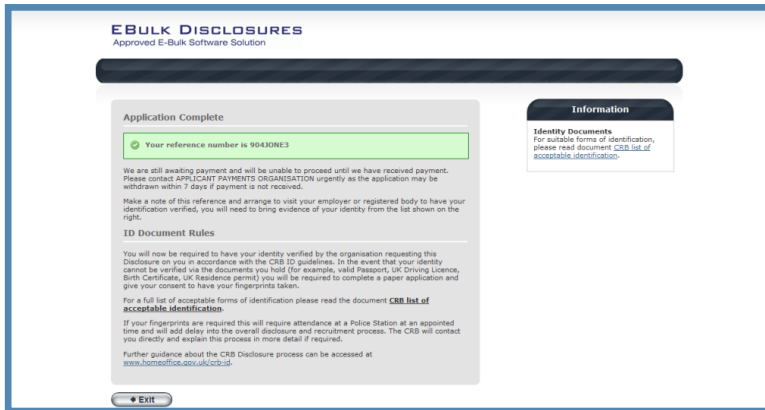 EBULK DISCLOSURES
Approved E-Bulk Software Solution
Application Complete
Your reference number is 904JONE3
We are still awaiting payment and will be unable to proceed until we have received payment.
Please contact APPLICANT PAYMENTS ORGANISATION urgently as the application may be
withdrawn within 7 days if payment is not received.
Make a note of this reference and arrange to visit your employer or registered body to have your
identification verified, you will need to bring evidence of your identity from the list shown on the
right.
ID Document Rules
You will now be required to have your identity verified by the organisation requesting this
Disclosure on you in accordance with the CRB ID guidelines. In the event that your identity
cannot be verified via the documents you hold (for example, valid Passport, UK Driving Licence,
Birth Certificate, UK Residence permit) you will be required to complete a paper application and
give your consent to have your fingerprints taken.
For a full list of acceptable forms of identification please read the document CRB list of
acceptable identification.
If your fingerprints are required this will require attendance at a Police Station at an appointed
time and will add delay into the overall disclosure and recruitment process. The CRB will contact
you directly and explain this process in more detail if required.
Further guidance about the CRB Disclosure process can be accessed at
www.homeoffice.gov.uk/crb-id.
Exit
Information
Identity Documents
For suitable forms of identification,
please read document CRB list of
acceptable identification.